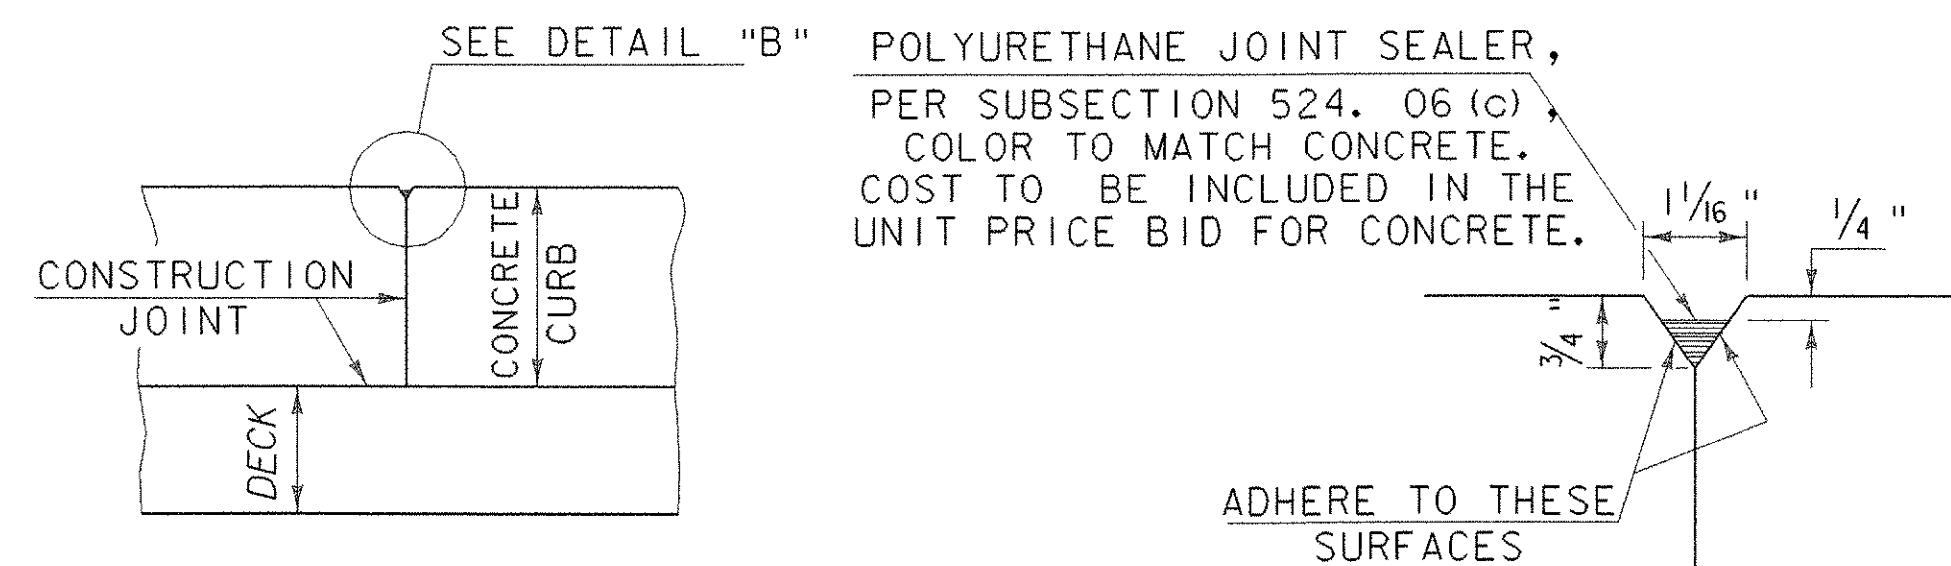 SEE DETAIL "B"
POLYURETHANE JOINT SEALER,
PER SUBSECTION 524. 06 (c),
COLOR TO MATCH CONCRETE.
COST TO BE INCLUDED IN THE
UNIT PRICE BID FOR CONCRETE.
CONSTRUCTION
JOINT
CONCRETE
CURB
DECK
1 1/16 "
1/4 "
3/4 "
ADHERE TO THESE
SURFACES